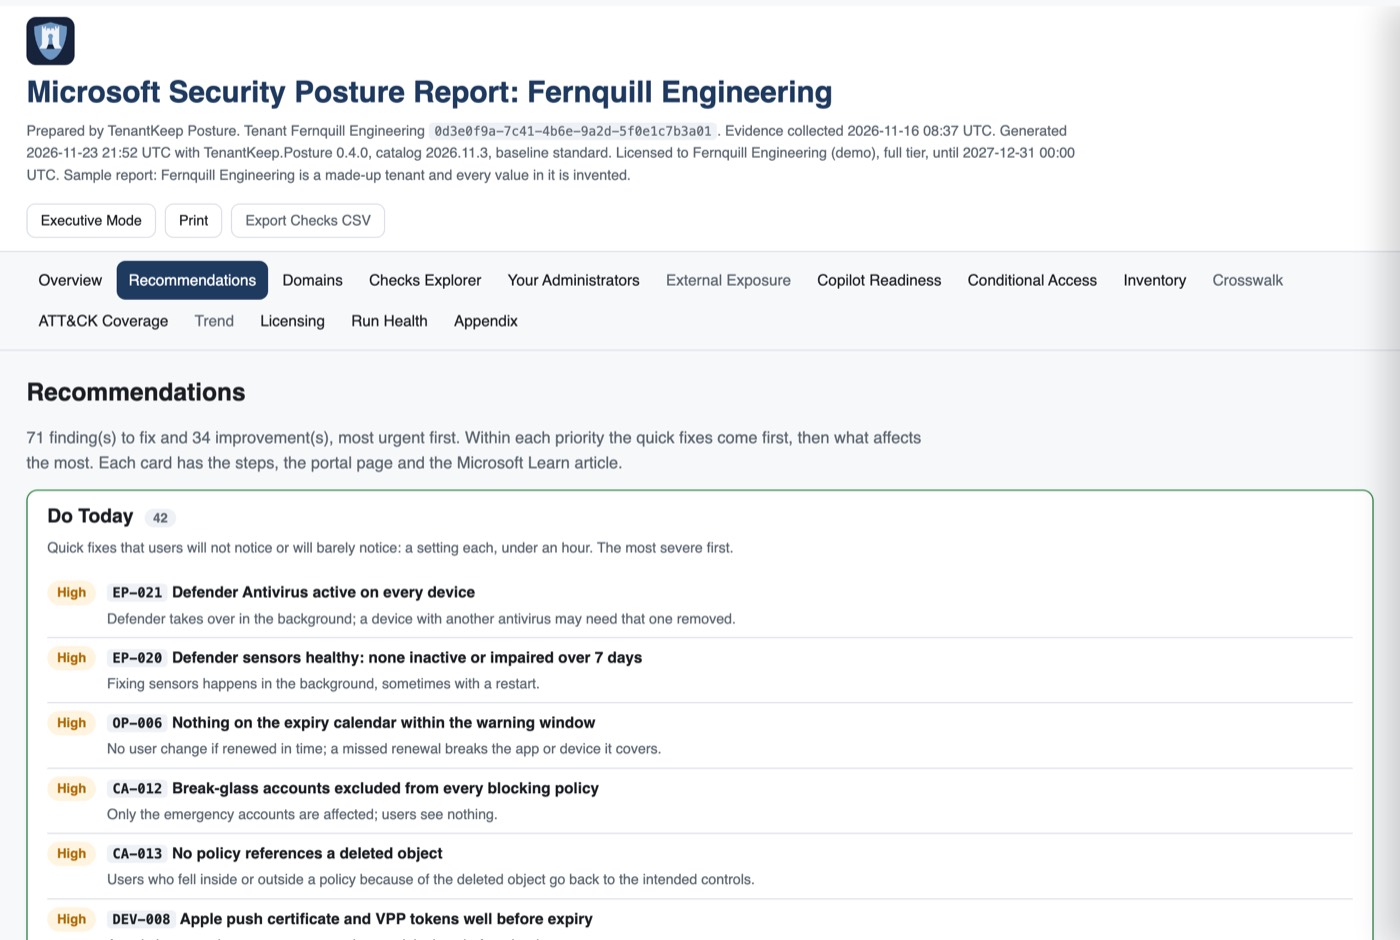 Microsoft Security Posture Report: Fernquill Engineering
Prepared by TenantKeep Posture. Tenant Fernquill Engineering 0d3e0f9a-7c41-4b6e-9a2d-5f0e1c7b3a01 . Evidence collected 2026-11-16 08:37 UTC. Generated
2026-11-23 21:52 UTC with TenantKeep.Posture 0.4.0, catalog 2026.11.3, baseline standard. Licensed to Fernquill Engineering (demo), full tier, until 2027-12-31 00:00
UTC. Sample report: Fernquill Engineering is a made-up tenant and every value in it is invented.
Executive Mode Print Export Checks CSV
Overview Recommendations Domains Checks Explorer Your Administrators External Exposure Copilot Readiness Conditional Access Inventory Crosswalk
ATT&CK Coverage Trend Licensing Run Health Appendix
Recommendations
71 finding(s) to fix and 34 improvement(s), most urgent first. Within each priority the quick fixes come first, then what affects
the most. Each card has the steps, the portal page and the Microsoft Learn article.
Do Today 42
Quick fixes that users will not notice or will barely notice: a setting each, under an hour. The most severe first.
High EP-021 Defender Antivirus active on every device
Defender takes over in the background; a device with another antivirus may need that one removed.
High EP-020 Defender sensors healthy: none inactive or impaired over 7 days
Fixing sensors happens in the background, sometimes with a restart.
High OP-006 Nothing on the expiry calendar within the warning window
No user change if renewed in time; a missed renewal breaks the app or device it covers.
High CA-012 Break-glass accounts excluded from every blocking policy
Only the emergency accounts are affected; users see nothing.
High CA-013 No policy references a deleted object
Users who fell inside or outside a policy because of the deleted object go back to the intended controls.
High DEV-008 Apple push certificate and VPP tokens well before expiry